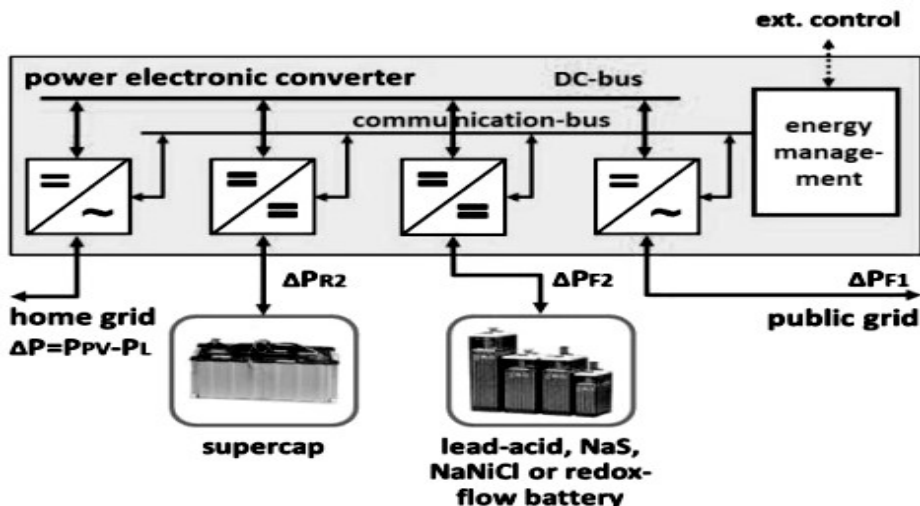 ext. control
power electronic converter
DC-bus
communication-bus
energy
manage-
ment
=
~
=
=
=
=
=
~
ΔPR2
ΔPF2
ΔPF1
home grid
ΔP=PPV-PL
public grid
supercap
lead-acid, NaS,
NaNiCl or redox-
flow battery